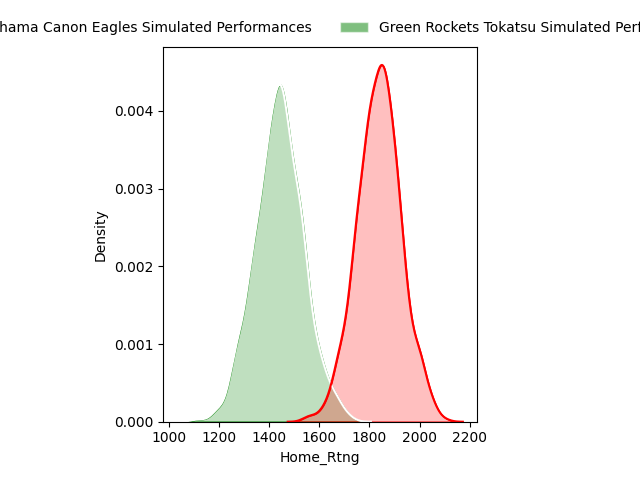 hama Canon Eagles Simulated Performances
Green Rockets Tokatsu Simulated Perf
0.004
0.003
0.002
0.001
0.000
Density
1000 1200 1400 1600 1800 2000 2200
Home_Rtng